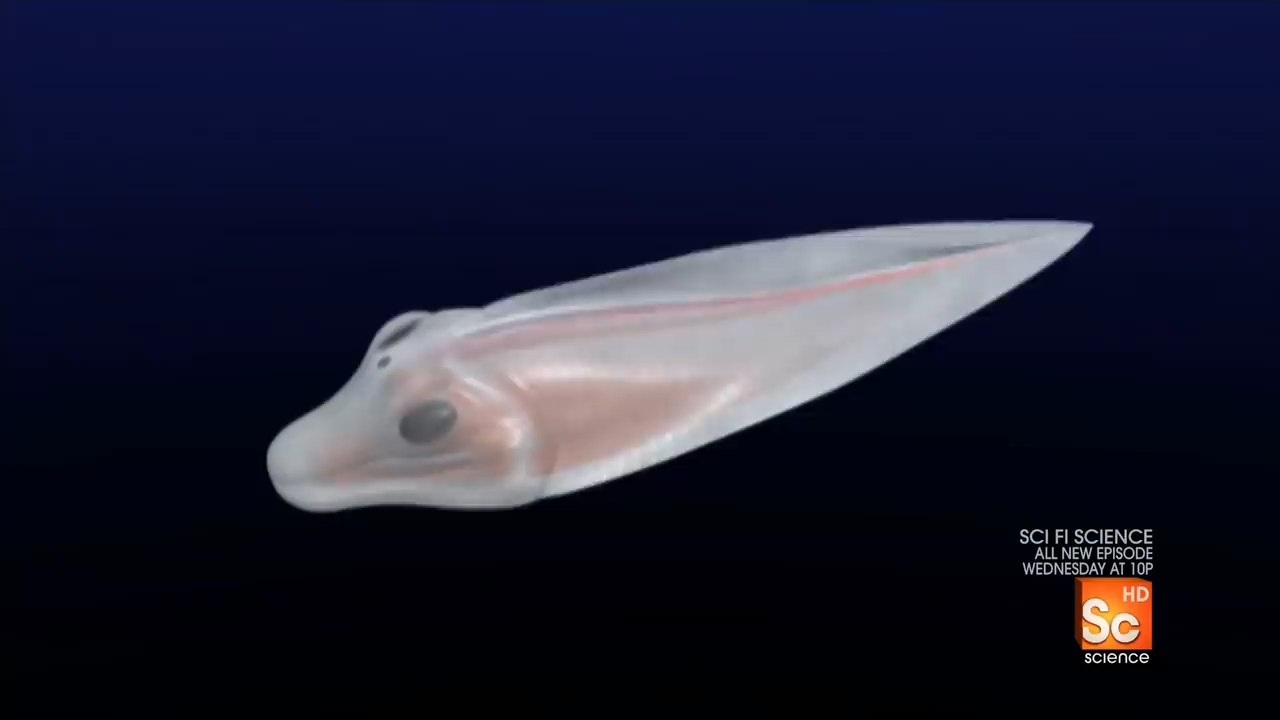 SCI FI SCIENCE
ALL NEW EPISODE
WEDNESDAY AT 10P
HD
Sc
science